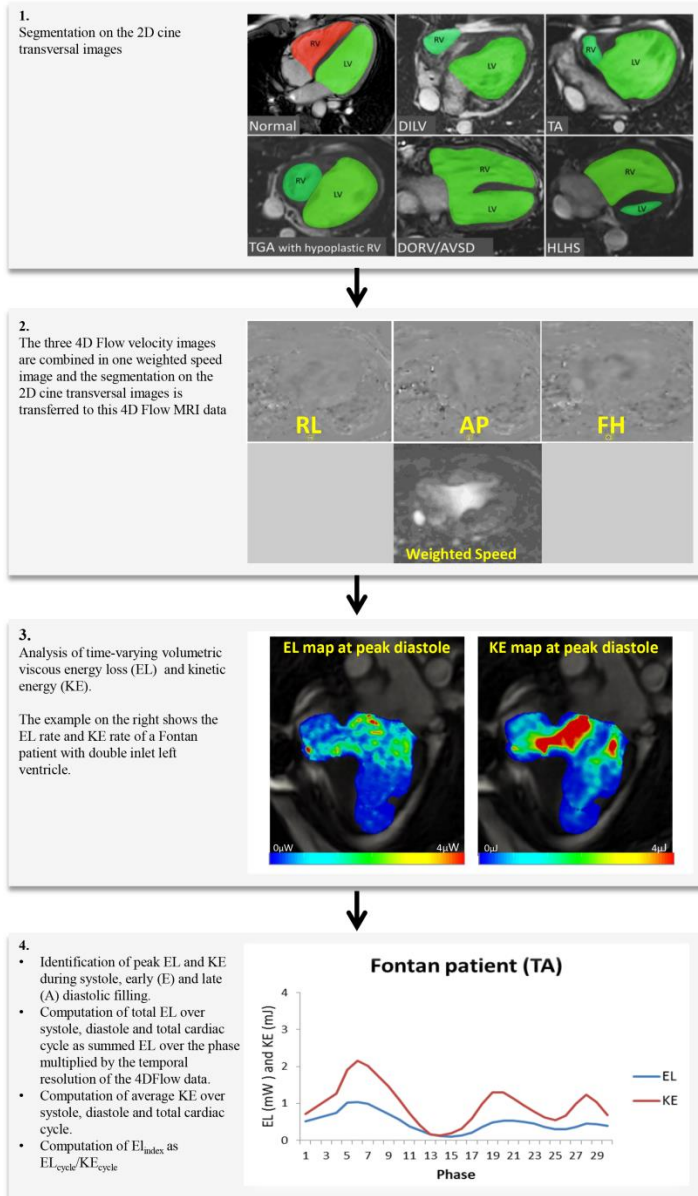 1.
Segmentation on the 2D cine
transversal images
RV
LV
Normal
RV
LV
DILV
RV
LV
TA
RV
LV
TGA with hypoplastic RV
RV
LV
DORV/AVSD
RV
LV
HLHS
2.
The three 4D Flow velocity images
are combined in one weighted speed
image and the segmentation on the
2D cine transversal images is
transferred to this 4D Flow MRI data
RL
AP
FH
Weighted Speed
3.
Analysis of time-varying volumetric
viscous energy loss (EL) and kinetic
energy (KE).
The example on the right shows the
EL rate and KE rate of a Fontan
patient with double inlet left
ventricle.
EL map at peak diastole
0µW
4µW
KE map at peak diastole
0µJ
4µJ
4.
• Identification of peak EL and KE
during systole, early (E) and late
(A) diastolic filling.
• Computation of total EL over
systole, diastole and total cardiac
cycle as summed EL over the phase
multiplied by the temporal
resolution of the 4DFlow data.
• Computation of average KE over
systole, diastole and total cardiac
cycle.
• Computation of El_index as
EL_cycle/KE_cycle
Fontan patient (TA)
EL (mW ) and KE (mJ)
4
3
2
1
0
1 3 5 7 9 11 13 15 17 19 21 23 25 27 29
Phase
EL
KE